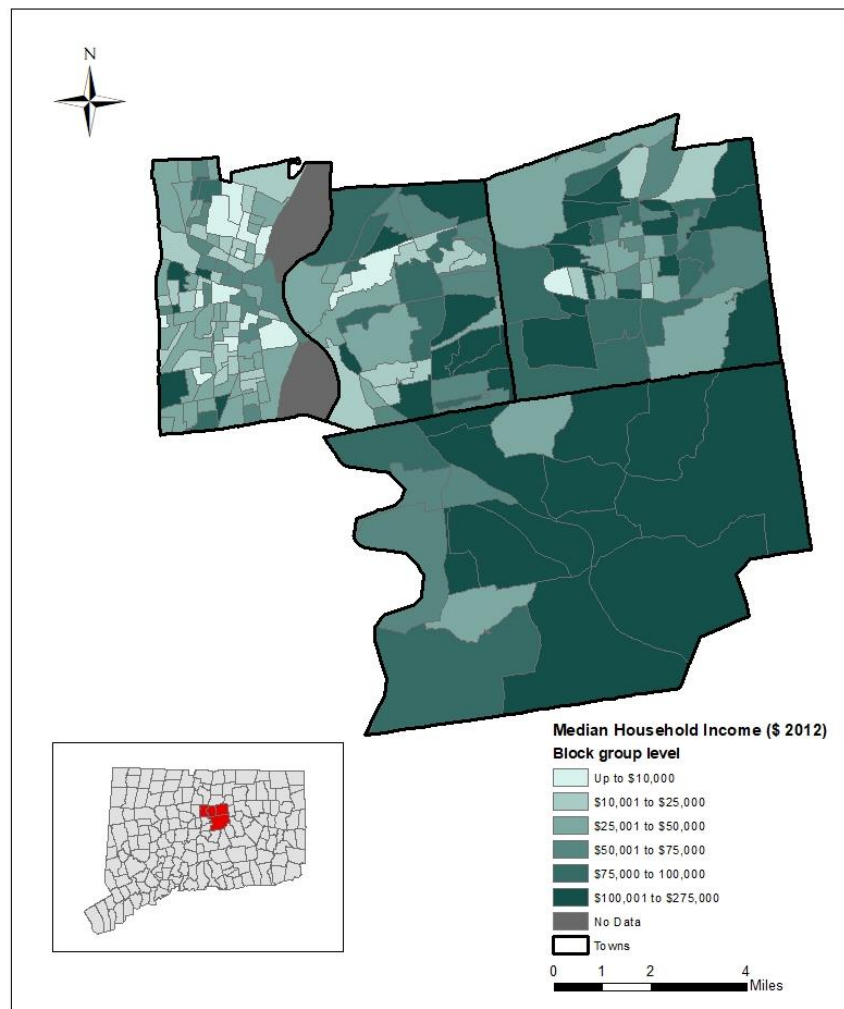 N
Median Household Income ($ 2012)
Block group level
Up to $10,000
$10,001 to $25,000
$25,001 to $50,000
$50,001 to $75,000
$75,000 to 100,000
$100,001 to $275,000
No Data
Towns
0 1 2 4
Miles